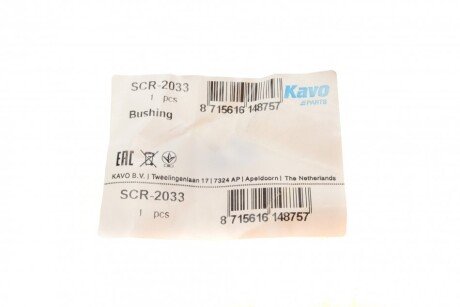 SCR-2033
1 pcs
Bushing
8 715616 148757
Kavo
PARTS
EAC
KAVO B.V. | Tweelingenlaan 17 | 7324 AP | Apeldoorn | The Netherlands
SCR-2033
1 pcs
8 715616 148757